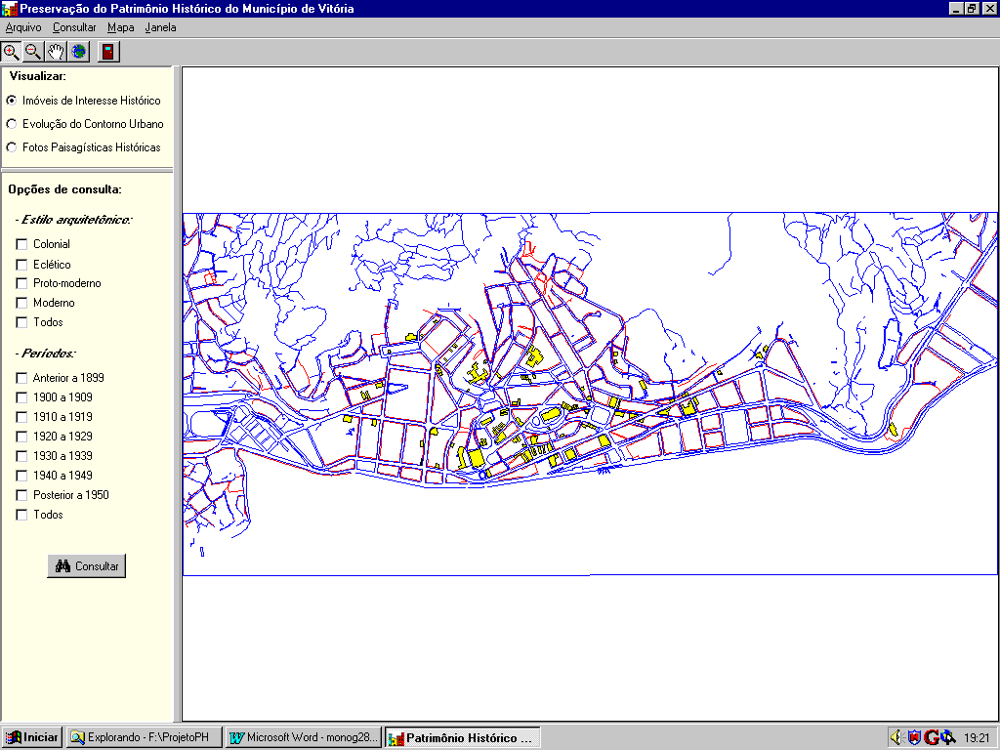 Preservação do Patrimônio Histórico do Município de Vitória
Arquivo Consultar Mapa Janela
Visualizar:
Imóveis de Interesse Histórico
Evolução do Contorno Urbano
Fotos Paisagísticas Históricas
Opções de consulta:
- Estilo arquitetônico:
Colonial
Eclético
Proto-moderno
Moderno
Todos
- Períodos:
Anterior a 1899
1900 a 1909
1910 a 1919
1920 a 1929
1930 a 1939
1940 a 1949
Posterior a 1950
Todos
Consultar
Iniciar Explorando - F:\ProjetoPH Microsoft Word - monog28... Patrimônio Histórico ... 19:21